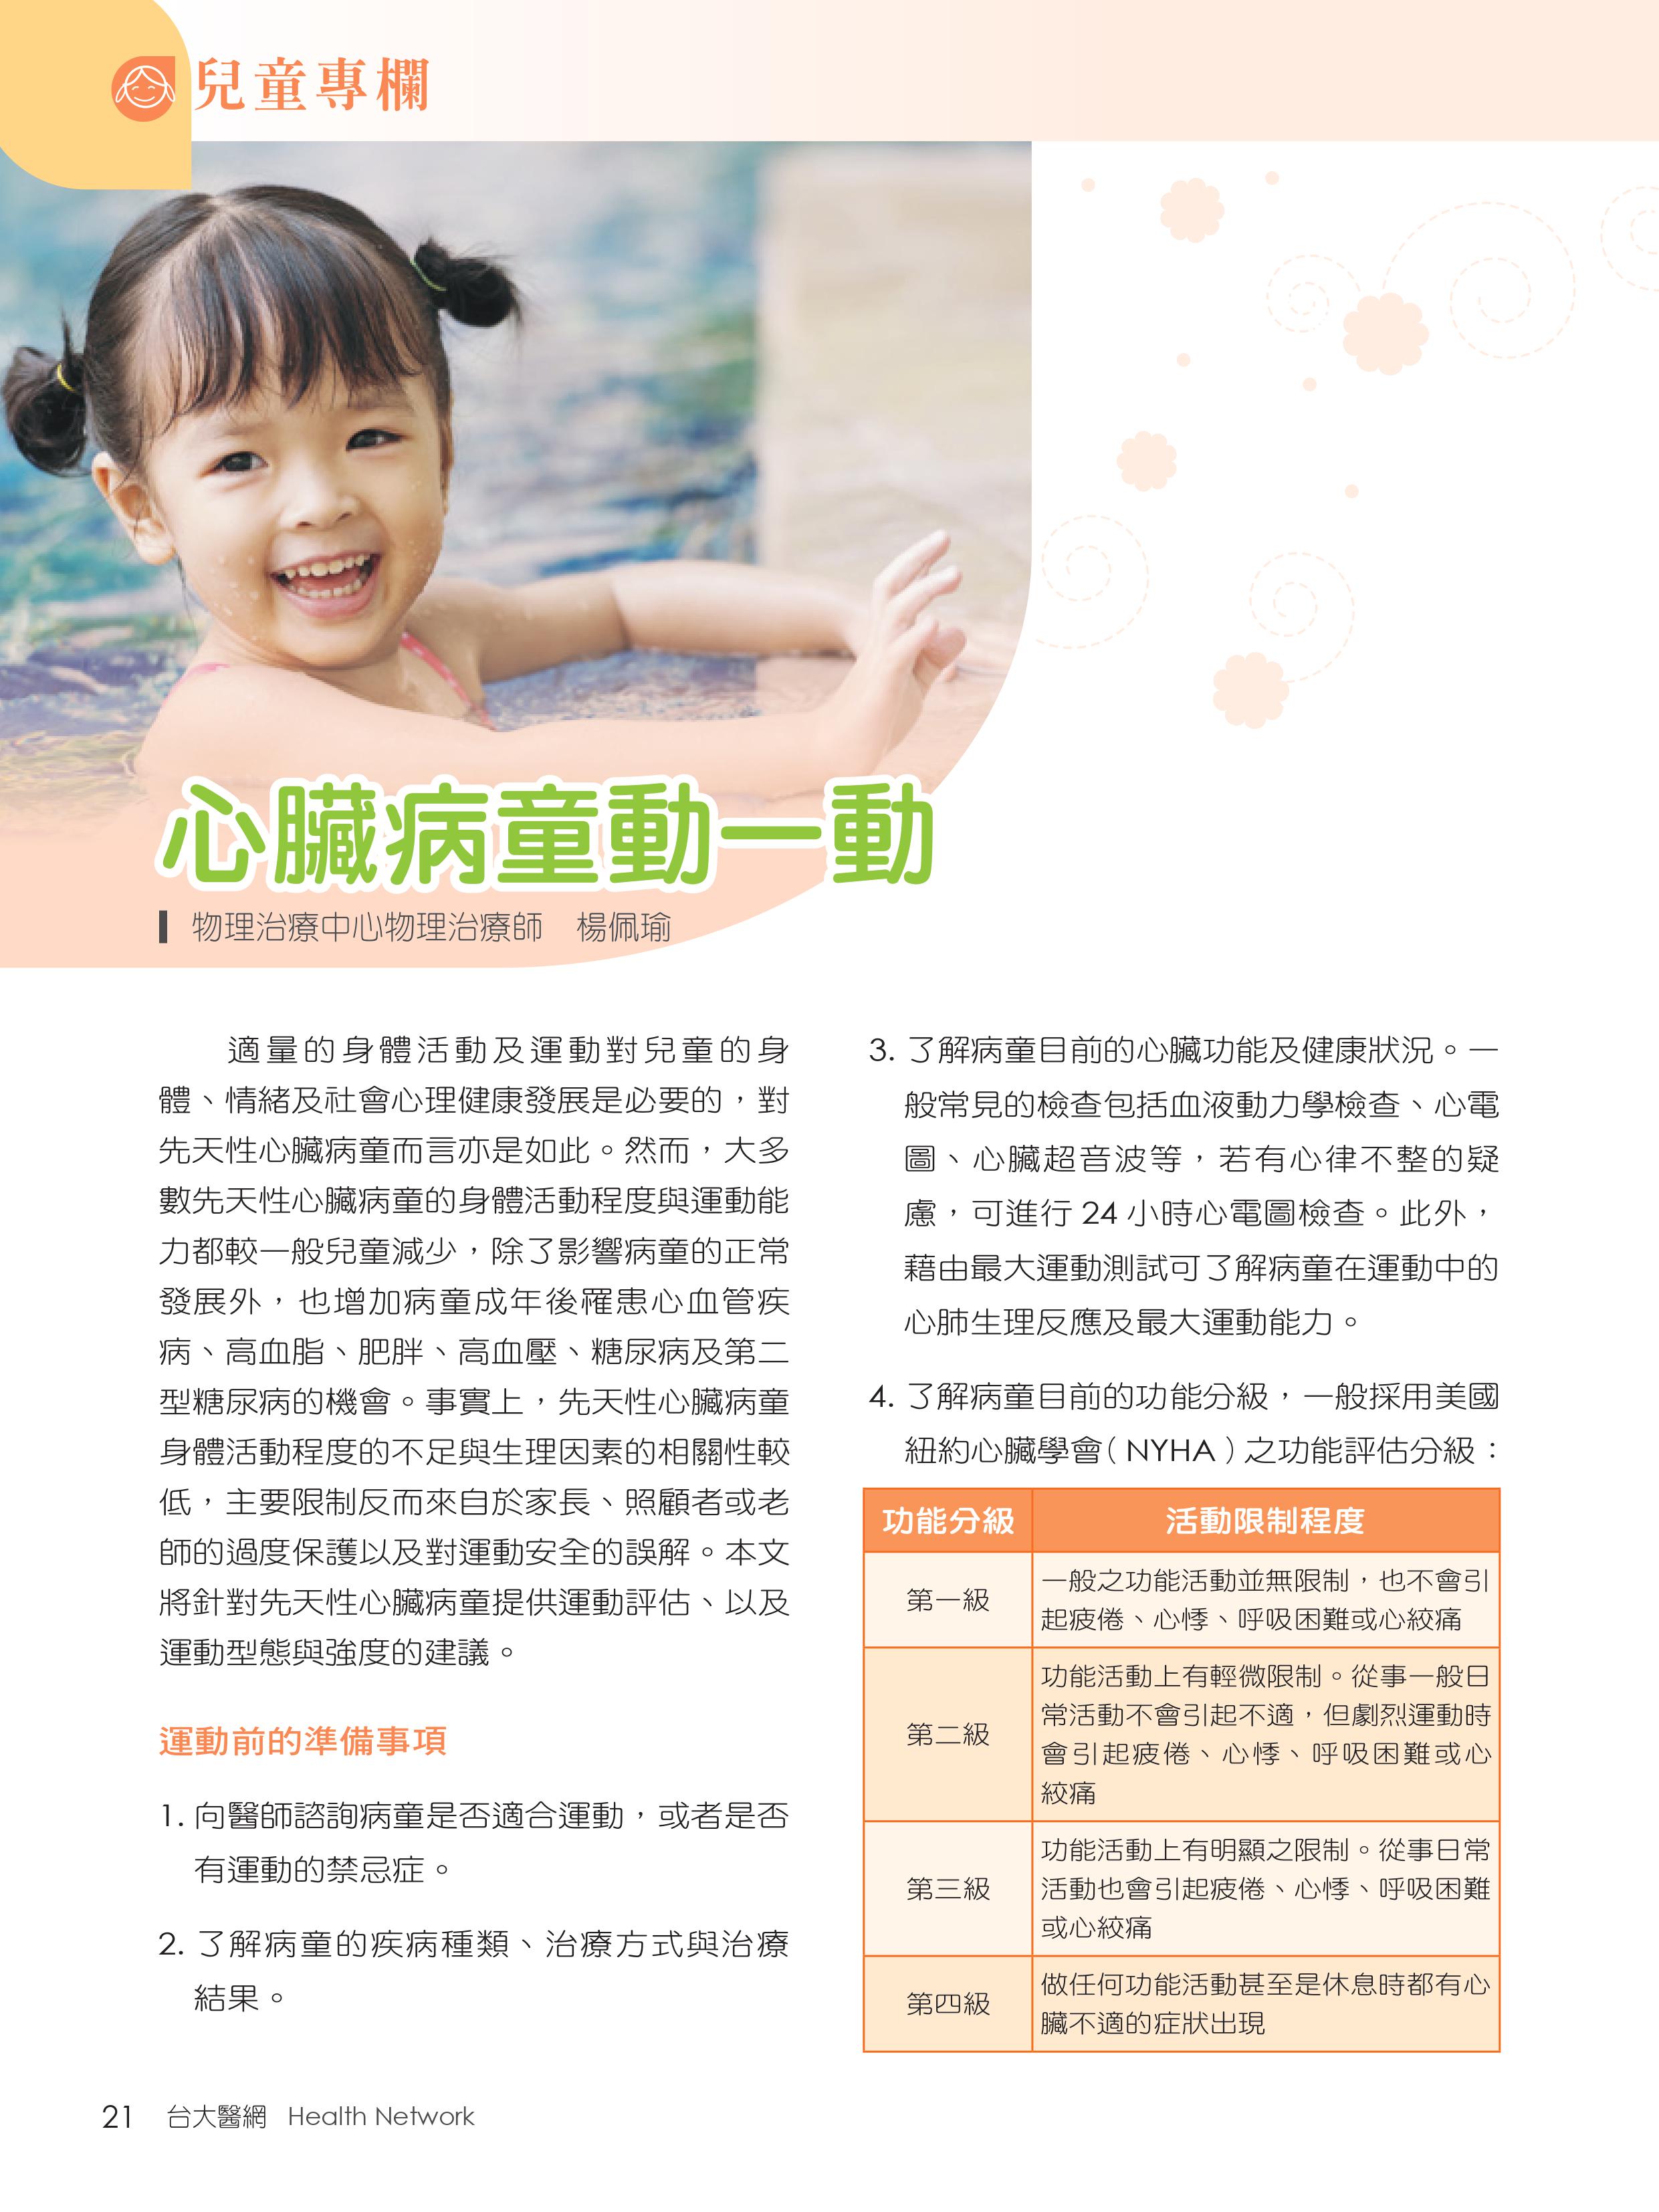 兒童專欄
心臟病童動一動
物理治療中心物理治療師　楊佩瑜
適量的身體活動及運動對兒童的身
體、情緒及社會心理健康發展是必要的，對
先天性心臟病童而言亦是如此。然而，大多
數先天性心臟病童的身體活動程度與運動能
力都較一般兒童減少，除了影響病童的正常
發展外，也增加病童成年後罹患心血管疾
病、高血脂、肥胖、高血壓、糖尿病及第二
型糖尿病的機會。事實上，先天性心臟病童
身體活動程度的不足與生理因素的相關性較
低，主要限制反而來自於家長、照顧者或老
師的過度保護以及對運動安全的誤解。本文
將針對先天性心臟病童提供運動評估、以及
運動型態與強度的建議。
運動前的準備事項
1. 向醫師諮詢病童是否適合運動，或者是否
有運動的禁忌症。
2. 了解病童的疾病種類、治療方式與治療
結果。
3. 了解病童目前的心臟功能及健康狀況。一
般常見的檢查包括血液動力學檢查、心電
圖、心臟超音波等，若有心律不整的疑
慮，可進行 24 小時心電圖檢查。此外，
藉由最大運動測試可了解病童在運動中的
心肺生理反應及最大運動能力。
4. 了解病童目前的功能分級，一般採用美國
紐約心臟學會（NYHA）之功能評估分級：
功能分級　活動限制程度
第一級
一般之功能活動並無限制，也不會引
起疲倦、心悸、呼吸困難或心絞痛
第二級
功能活動上有輕微限制。從事一般日
常活動不會引起不適，但劇烈運動時
會引起疲倦、心悸、呼吸困難或心
絞痛
第三級
功能活動上有明顯之限制。從事日常
活動也會引起疲倦、心悸、呼吸困難
或心絞痛
第四級
做任何功能活動甚至是休息時都有心
臟不適的症狀出現
21　台大醫網　Health Network